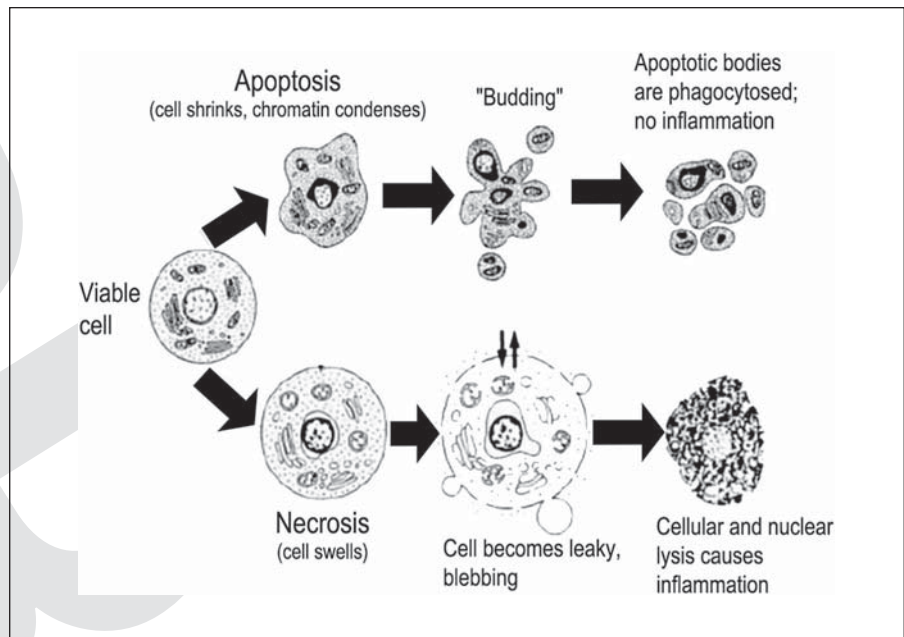 Apoptosis
(cell shrinks, chromatin condenses)
"Budding"
Apoptotic bodies
are phagocytosed;
no inflammation
Viable
cell
Necrosis
(cell swells)
Cell becomes leaky,
blebbing
Cellular and nuclear
lysis causes
inflammation